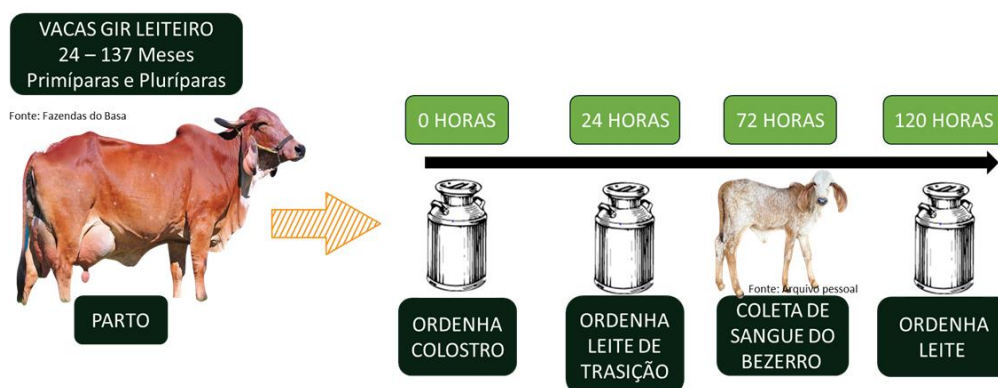 VACAS GIR LEITEIRO
24 – 137 Meses
Primíparas e Pluríparas
Fonte: Fazendas do Basa
PARTO
0 HORAS
24 HORAS
72 HORAS
120 HORAS
Fonte: Arquivo pessoal
ORDENHA
COLOSTRO
ORDENHA
LEITE DE
TRASIÇÃO
COLETA DE
SANGUE DO
BEZERRO
ORDENHA
LEITE